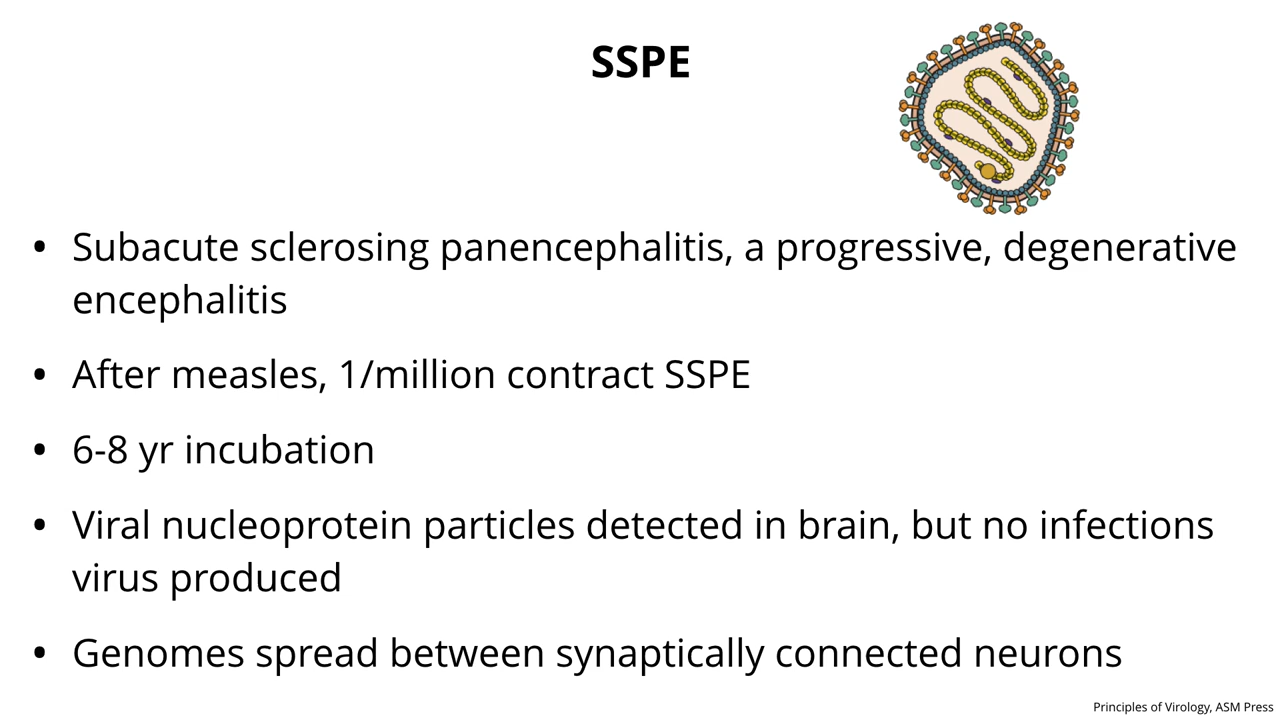 SSPE
• Subacute sclerosing panencephalitis, a progressive, degenerative
encephalitis
• After measles, 1/million contract SSPE
• 6-8 yr incubation
• Viral nucleoprotein particles detected in brain, but no infections
virus produced
• Genomes spread between synaptically connected neurons
Principles of Virology, ASM Press